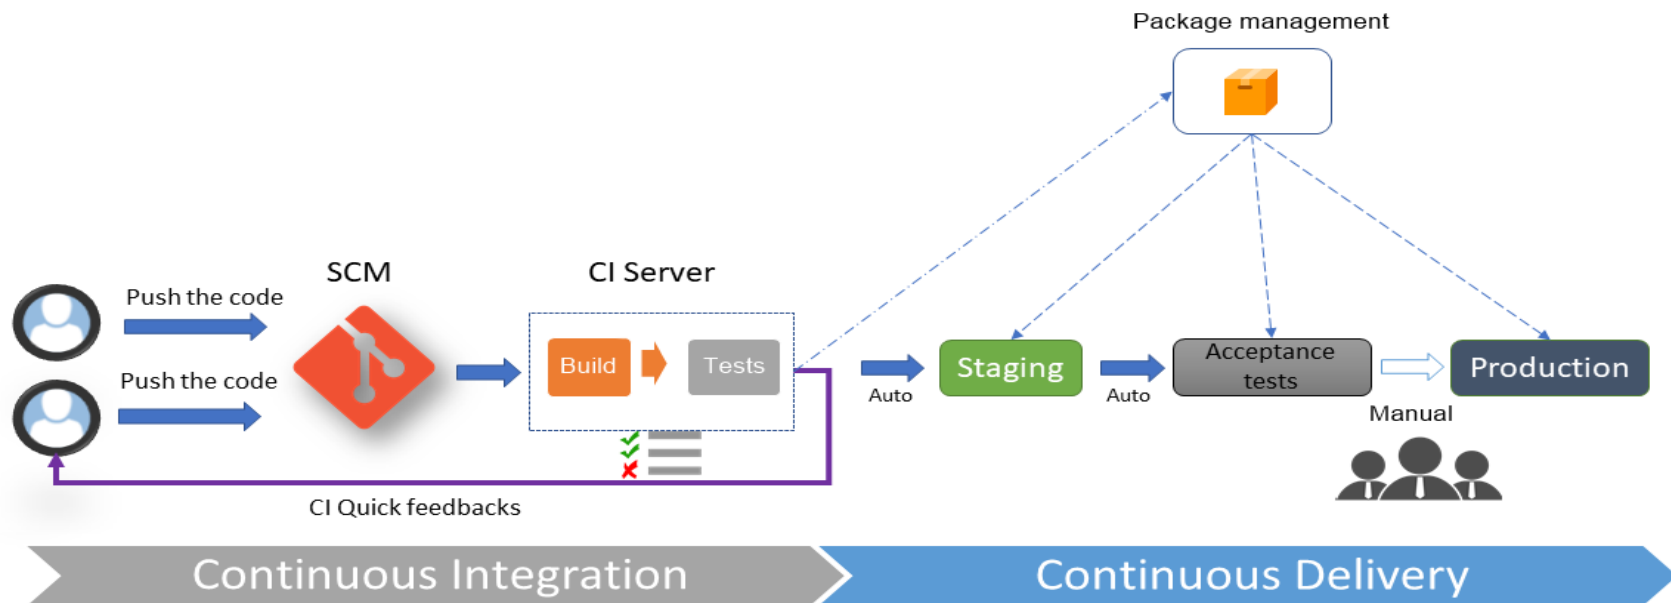 Package management
SCM
CI Server
Push the code
Push the code
Build
Tests
Auto
Staging
Auto
Acceptance
tests
Manual
Production
CI Quick feedbacks
Continuous Integration
Continuous Delivery